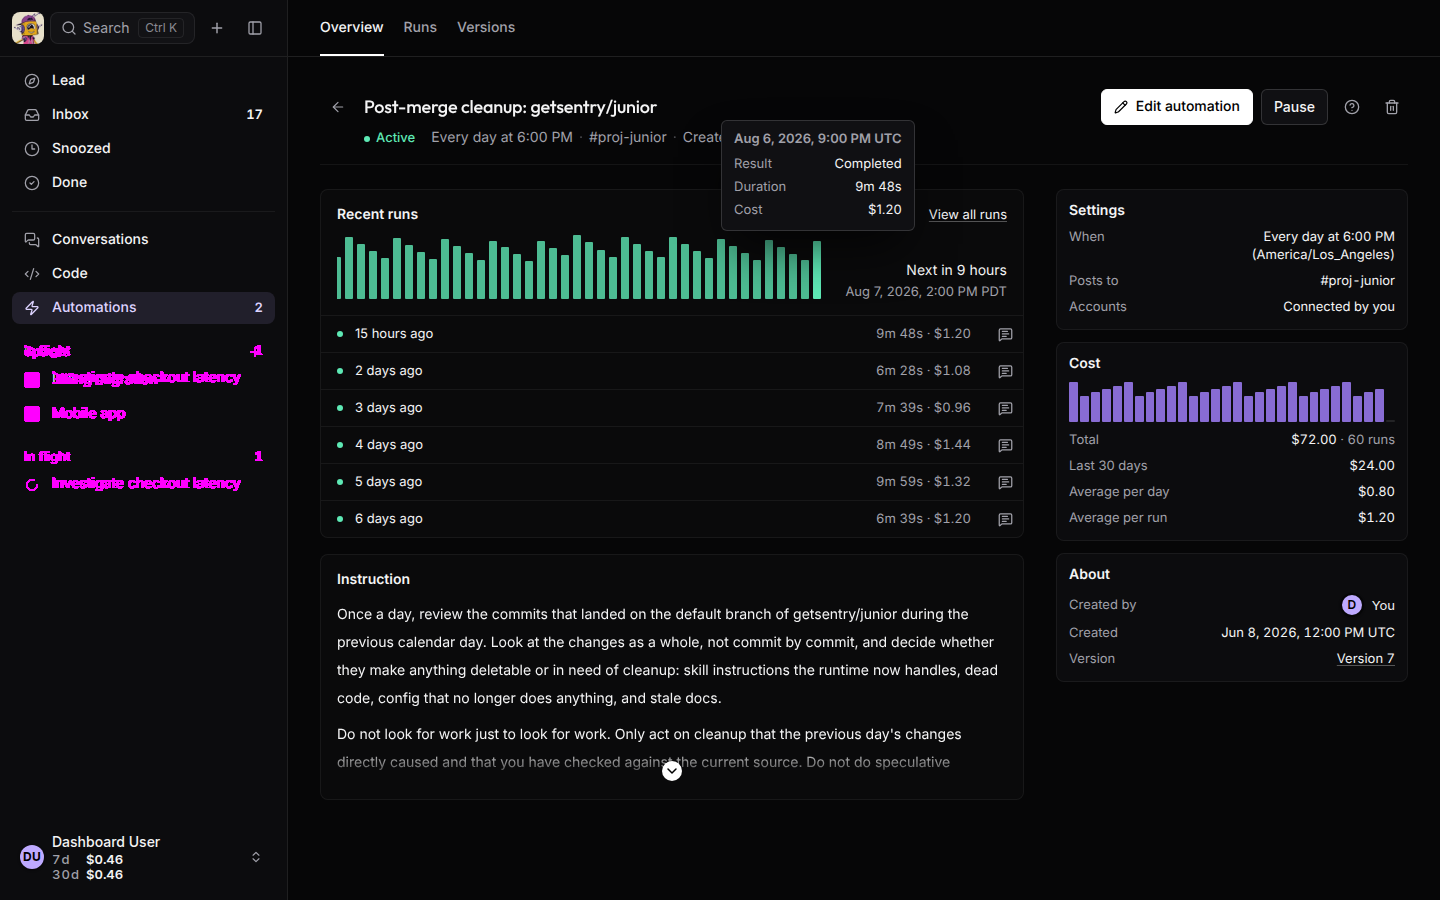 Search Ctrl K
Lead
Inbox 17
Snoozed
Done
Conversations
Code
Automations 2
Investigate checkout latency
Mobile app
In flight 1
Investigate checkout latency
Dashboard User
DU
7d $0.46
30d $0.46
Overview Runs Versions
Post-merge cleanup: getsentry/junior
Edit automation Pause
Active Every day at 6:00 PM · #proj-junior · Create
Aug 6, 2026, 9:00 PM UTC
Result Completed
Duration 9m 48s
Cost $1.20
Recent runs View all runs
Next in 9 hours
Aug 7, 2026, 2:00 PM PDT
15 hours ago 9m 48s · $1.20
2 days ago 6m 28s · $1.08
3 days ago 7m 39s · $0.96
4 days ago 8m 49s · $1.44
5 days ago 9m 59s · $1.32
6 days ago 6m 39s · $1.20
Instruction
Once a day, review the commits that landed on the default branch of getsentry/junior during the
previous calendar day. Look at the changes as a whole, not commit by commit, and decide whether
they make anything deletable or in need of cleanup: skill instructions the runtime now handles, dead
code, config that no longer does anything, and stale docs.
Do not look for work just to look for work. Only act on cleanup that the previous day's changes
directly caused and that you have checked against the current source. Do not do speculative
Settings
When Every day at 6:00 PM
(America/Los_Angeles)
Posts to #proj-junior
Accounts Connected by you
Cost
Total $72.00 · 60 runs
Last 30 days $24.00
Average per day $0.80
Average per run $1.20
About
Created by D You
Created Jun 8, 2026, 12:00 PM UTC
Version Version 7